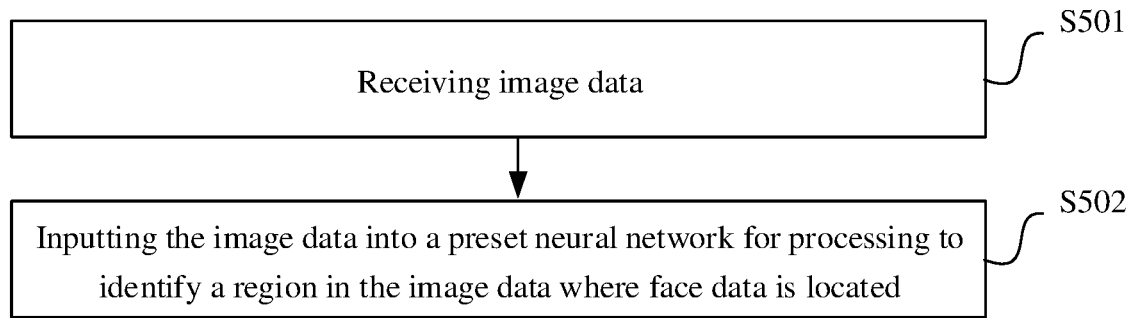 S501
Receiving image data
S502
Inputting the image data into a preset neural network for processing to
identify a region in the image data where face data is located